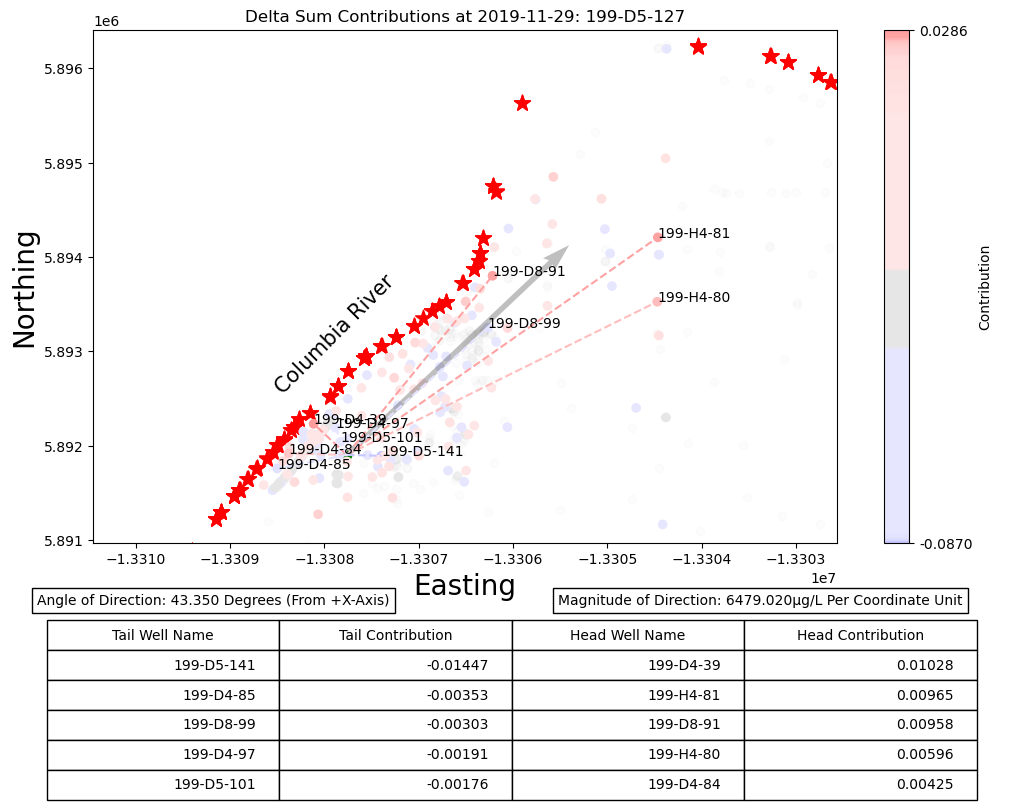 Delta Sum Contributions at 2019-11-29: 199-D5-127
1e6
0.0286
5.896
5.895
5.894
5.893
5.892
5.891
Northing
Columbia River
199-H4-81
199-D8-91
199-H4-80
199-D8-99
199-D4-39
199-D4-97
199-D5-101
199-D4-84
199-D5-141
199-D4-85
Contribution
-0.0870
−1.3310 −1.3309 −1.3308 −1.3307 −1.3306 −1.3305 −1.3304 −1.3303
1e7
Easting
Angle of Direction: 43.350 Degrees (From +X-Axis) Magnitude of Direction: 6479.020μg/L Per Coordinate Unit
Tail Well Name Tail Contribution Head Well Name Head Contribution
199-D5-141 -0.01447 199-D4-39 0.01028
199-D4-85 -0.00353 199-H4-81 0.00965
199-D8-99 -0.00303 199-D8-91 0.00958
199-D4-97 -0.00191 199-H4-80 0.00596
199-D5-101 -0.00176 199-D4-84 0.00425